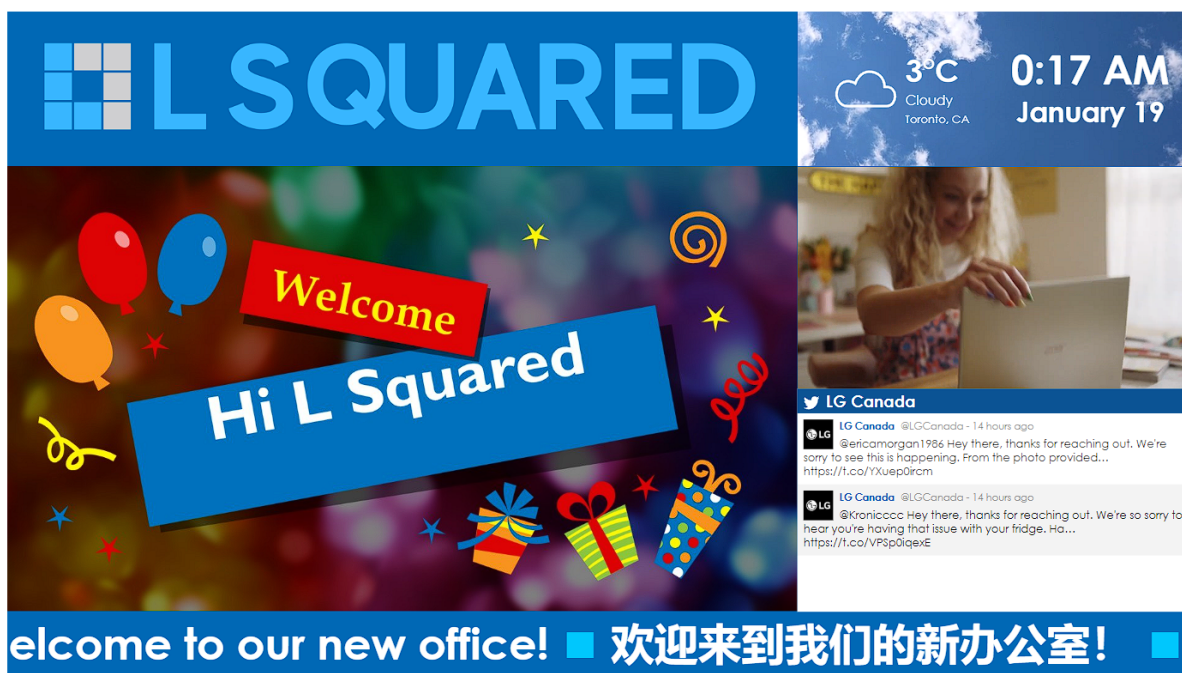 L SQUARED
3°C
Cloudy
Toronto, CA
0:17 AM
January 19
Welcome
Hi L Squared
LG Canada
LG
LG Canada @LGCanada - 14 hours ago
@ericamorgan1986 Hey there, thanks for reaching out. We're
sorry to see this is happening. From the photo provided…
https://t.co/YXuep0ircm
LG
LG Canada @LGCanada - 14 hours ago
@Kroniccccc Hey there, thanks for reaching out. We're so sorry to
hear you're having that issue with your fridge. Ha…
https://t.co/VPSp0iqexE
elcome to our new office! 欢迎来到我们的新办公室！